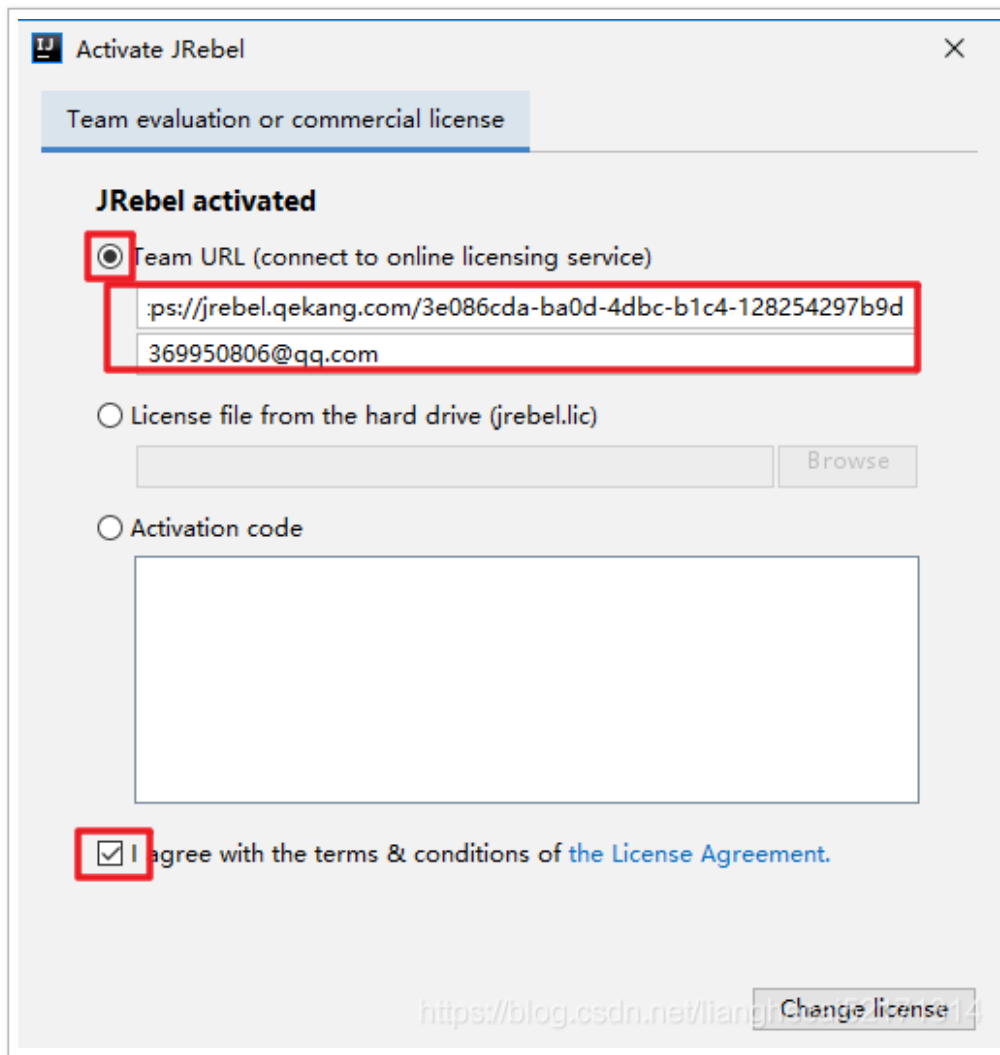 IJ
Activate JRebel
Team evaluation or commercial license
JRebel activated
Team URL (connect to online licensing service)
:ps://jrebel.qekang.com/3e086cda-ba0d-4dbc-b1c4-128254297b9d
369950806@qq.com
License file from the hard drive (jrebel.lic)
Browse
Activation code
I agree with the terms & conditions of the License Agreement.
Change license